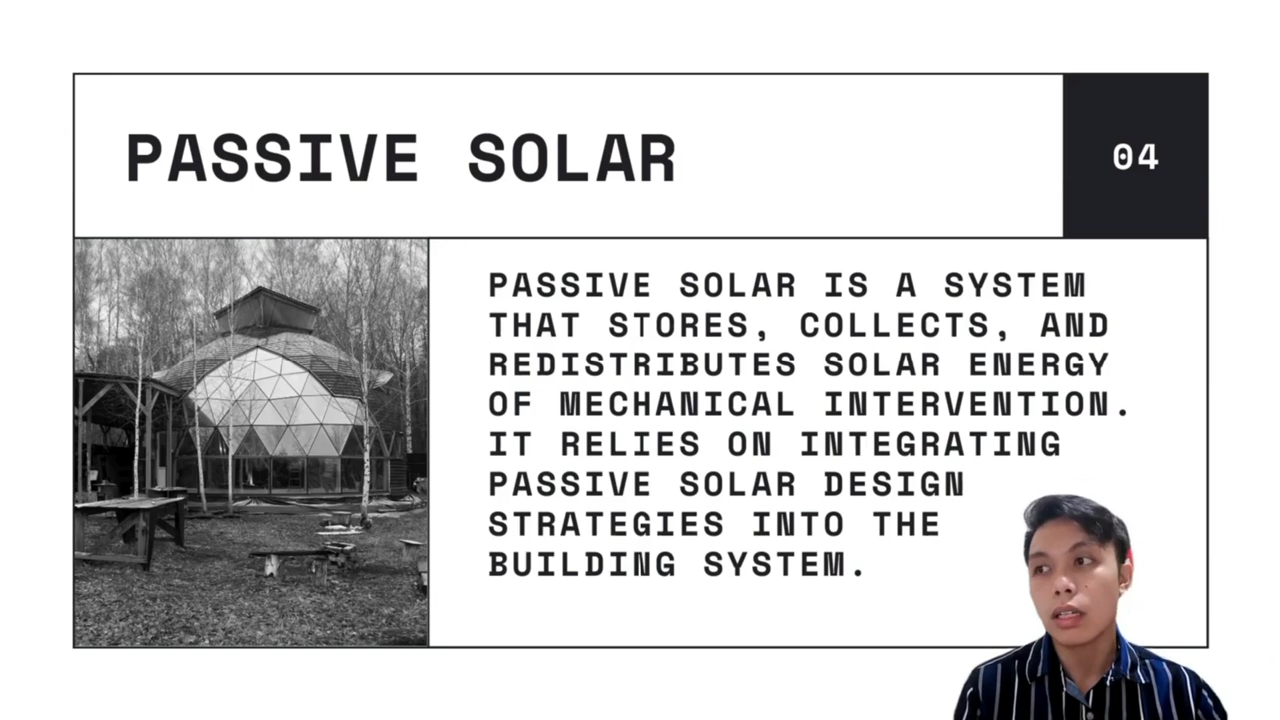 PASSIVE SOLAR
04
PASSIVE SOLAR IS A SYSTEM
THAT STORES, COLLECTS, AND
REDISTRIBUTES SOLAR ENERGY
OF MECHANICAL INTERVENTION.
IT RELIES ON INTEGRATING
PASSIVE SOLAR DESIGN
STRATEGIES INTO THE
BUILDING SYSTEM.